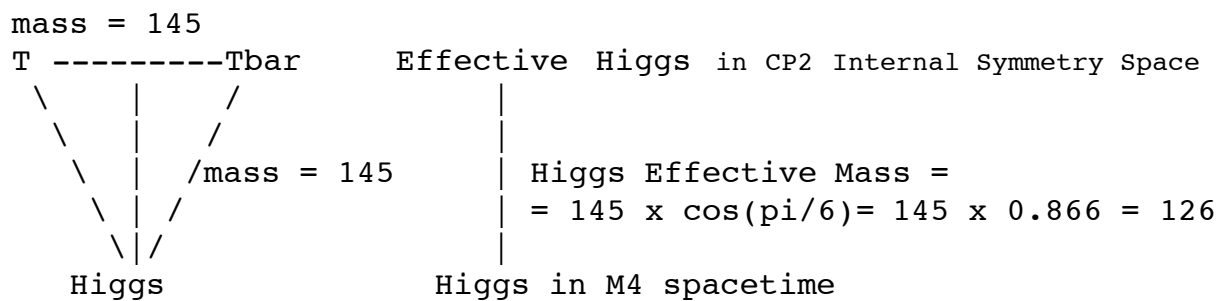 mass = 145
T ---------Tbar Effective Higgs in CP2 Internal Symmetry Space
mass = 145 Higgs Effective Mass =
= 145 x cos(pi/6)= 145 x 0.866 = 126
Higgs Higgs in M4 spacetime